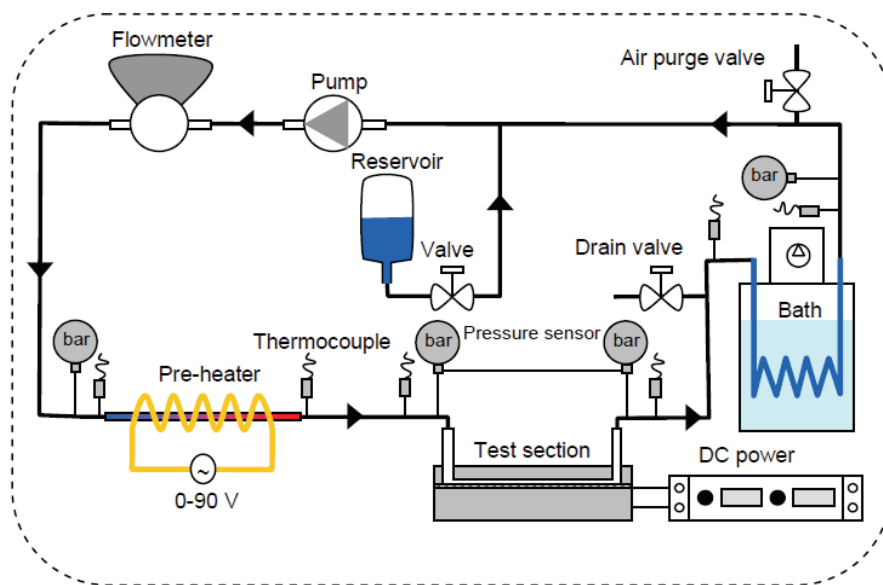 Flowmeter
Air purge valve
Pump
Reservoir
bar
Valve
Drain valve
Bath
bar
Thermocouple
bar
Pressure sensor
bar
Pre-heater
Test section
DC power
0-90 V